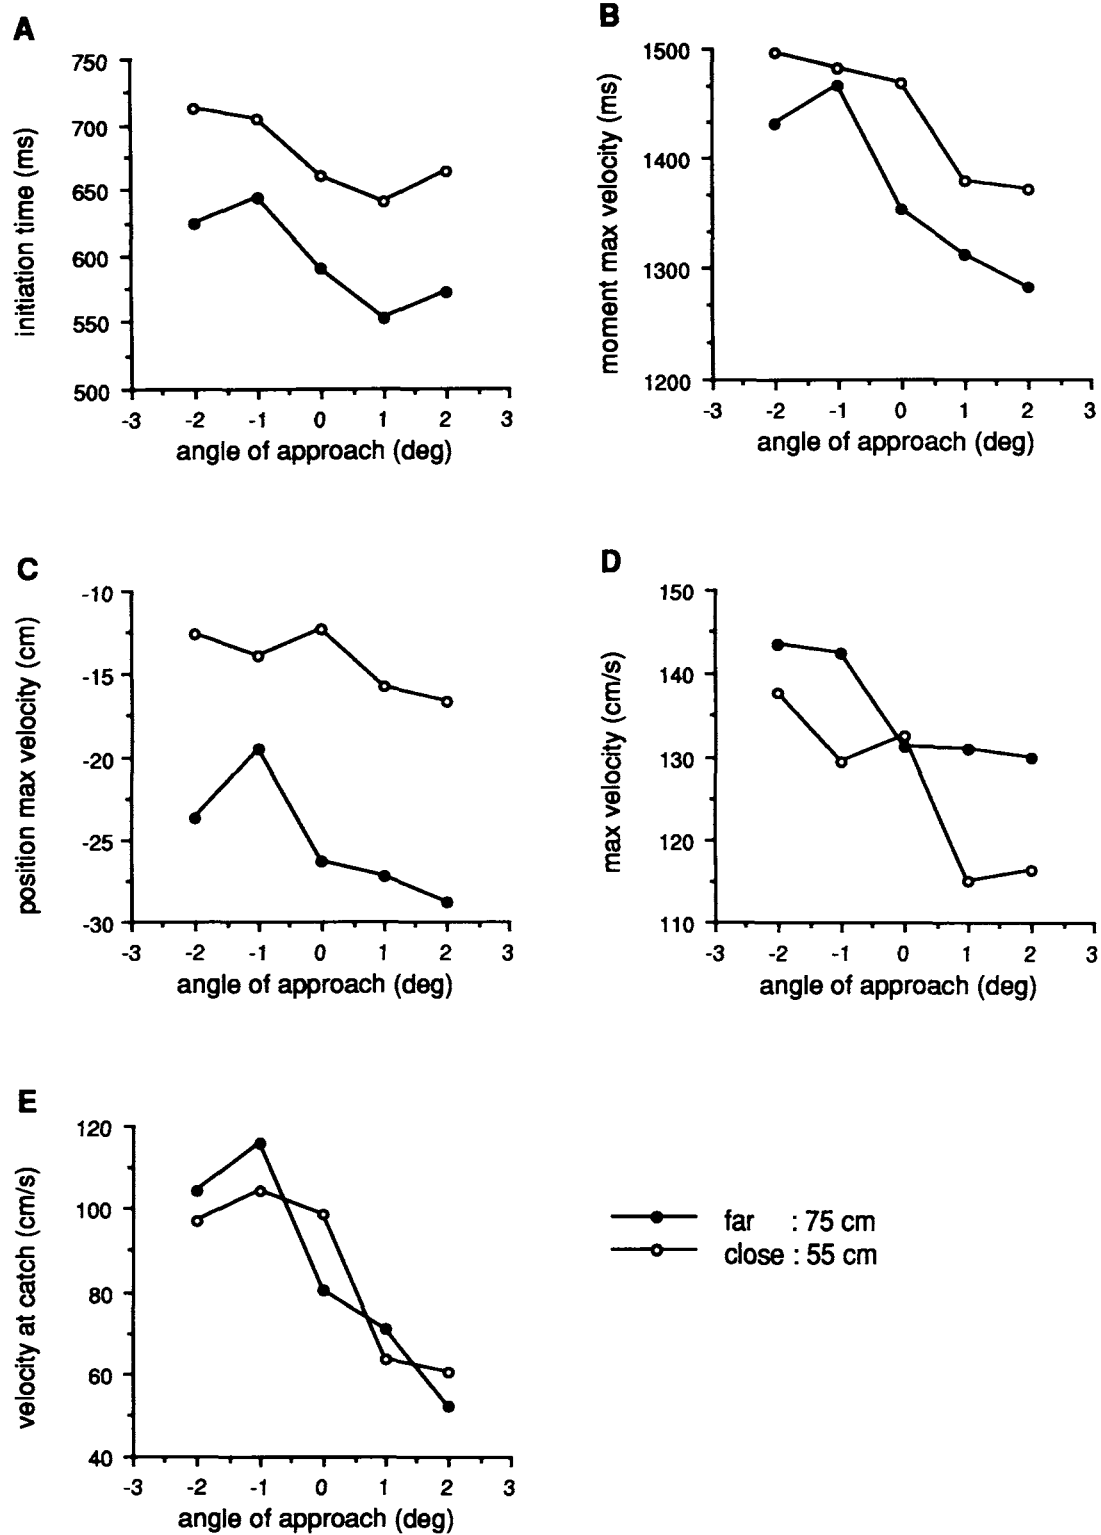 A
750
700
650
600
550
500
initiation time (ms)
-3 -2 -1 0 1 2 3
angle of approach (deg)
B
1500
1400
1300
1200
moment max velocity (ms)
-3 -2 -1 0 1 2 3
angle of approach (deg)
C
-10
-15
-20
-25
-30
position max velocity (cm)
-3 -2 -1 0 1 2 3
angle of approach (deg)
D
150
140
130
120
110
max velocity (cm/s)
-3 -2 -1 0 1 2 3
angle of approach (deg)
E
120
100
80
60
40
velocity at catch (cm/s)
-3 -2 -1 0 1 2 3
angle of approach (deg)
far : 75 cm
close : 55 cm